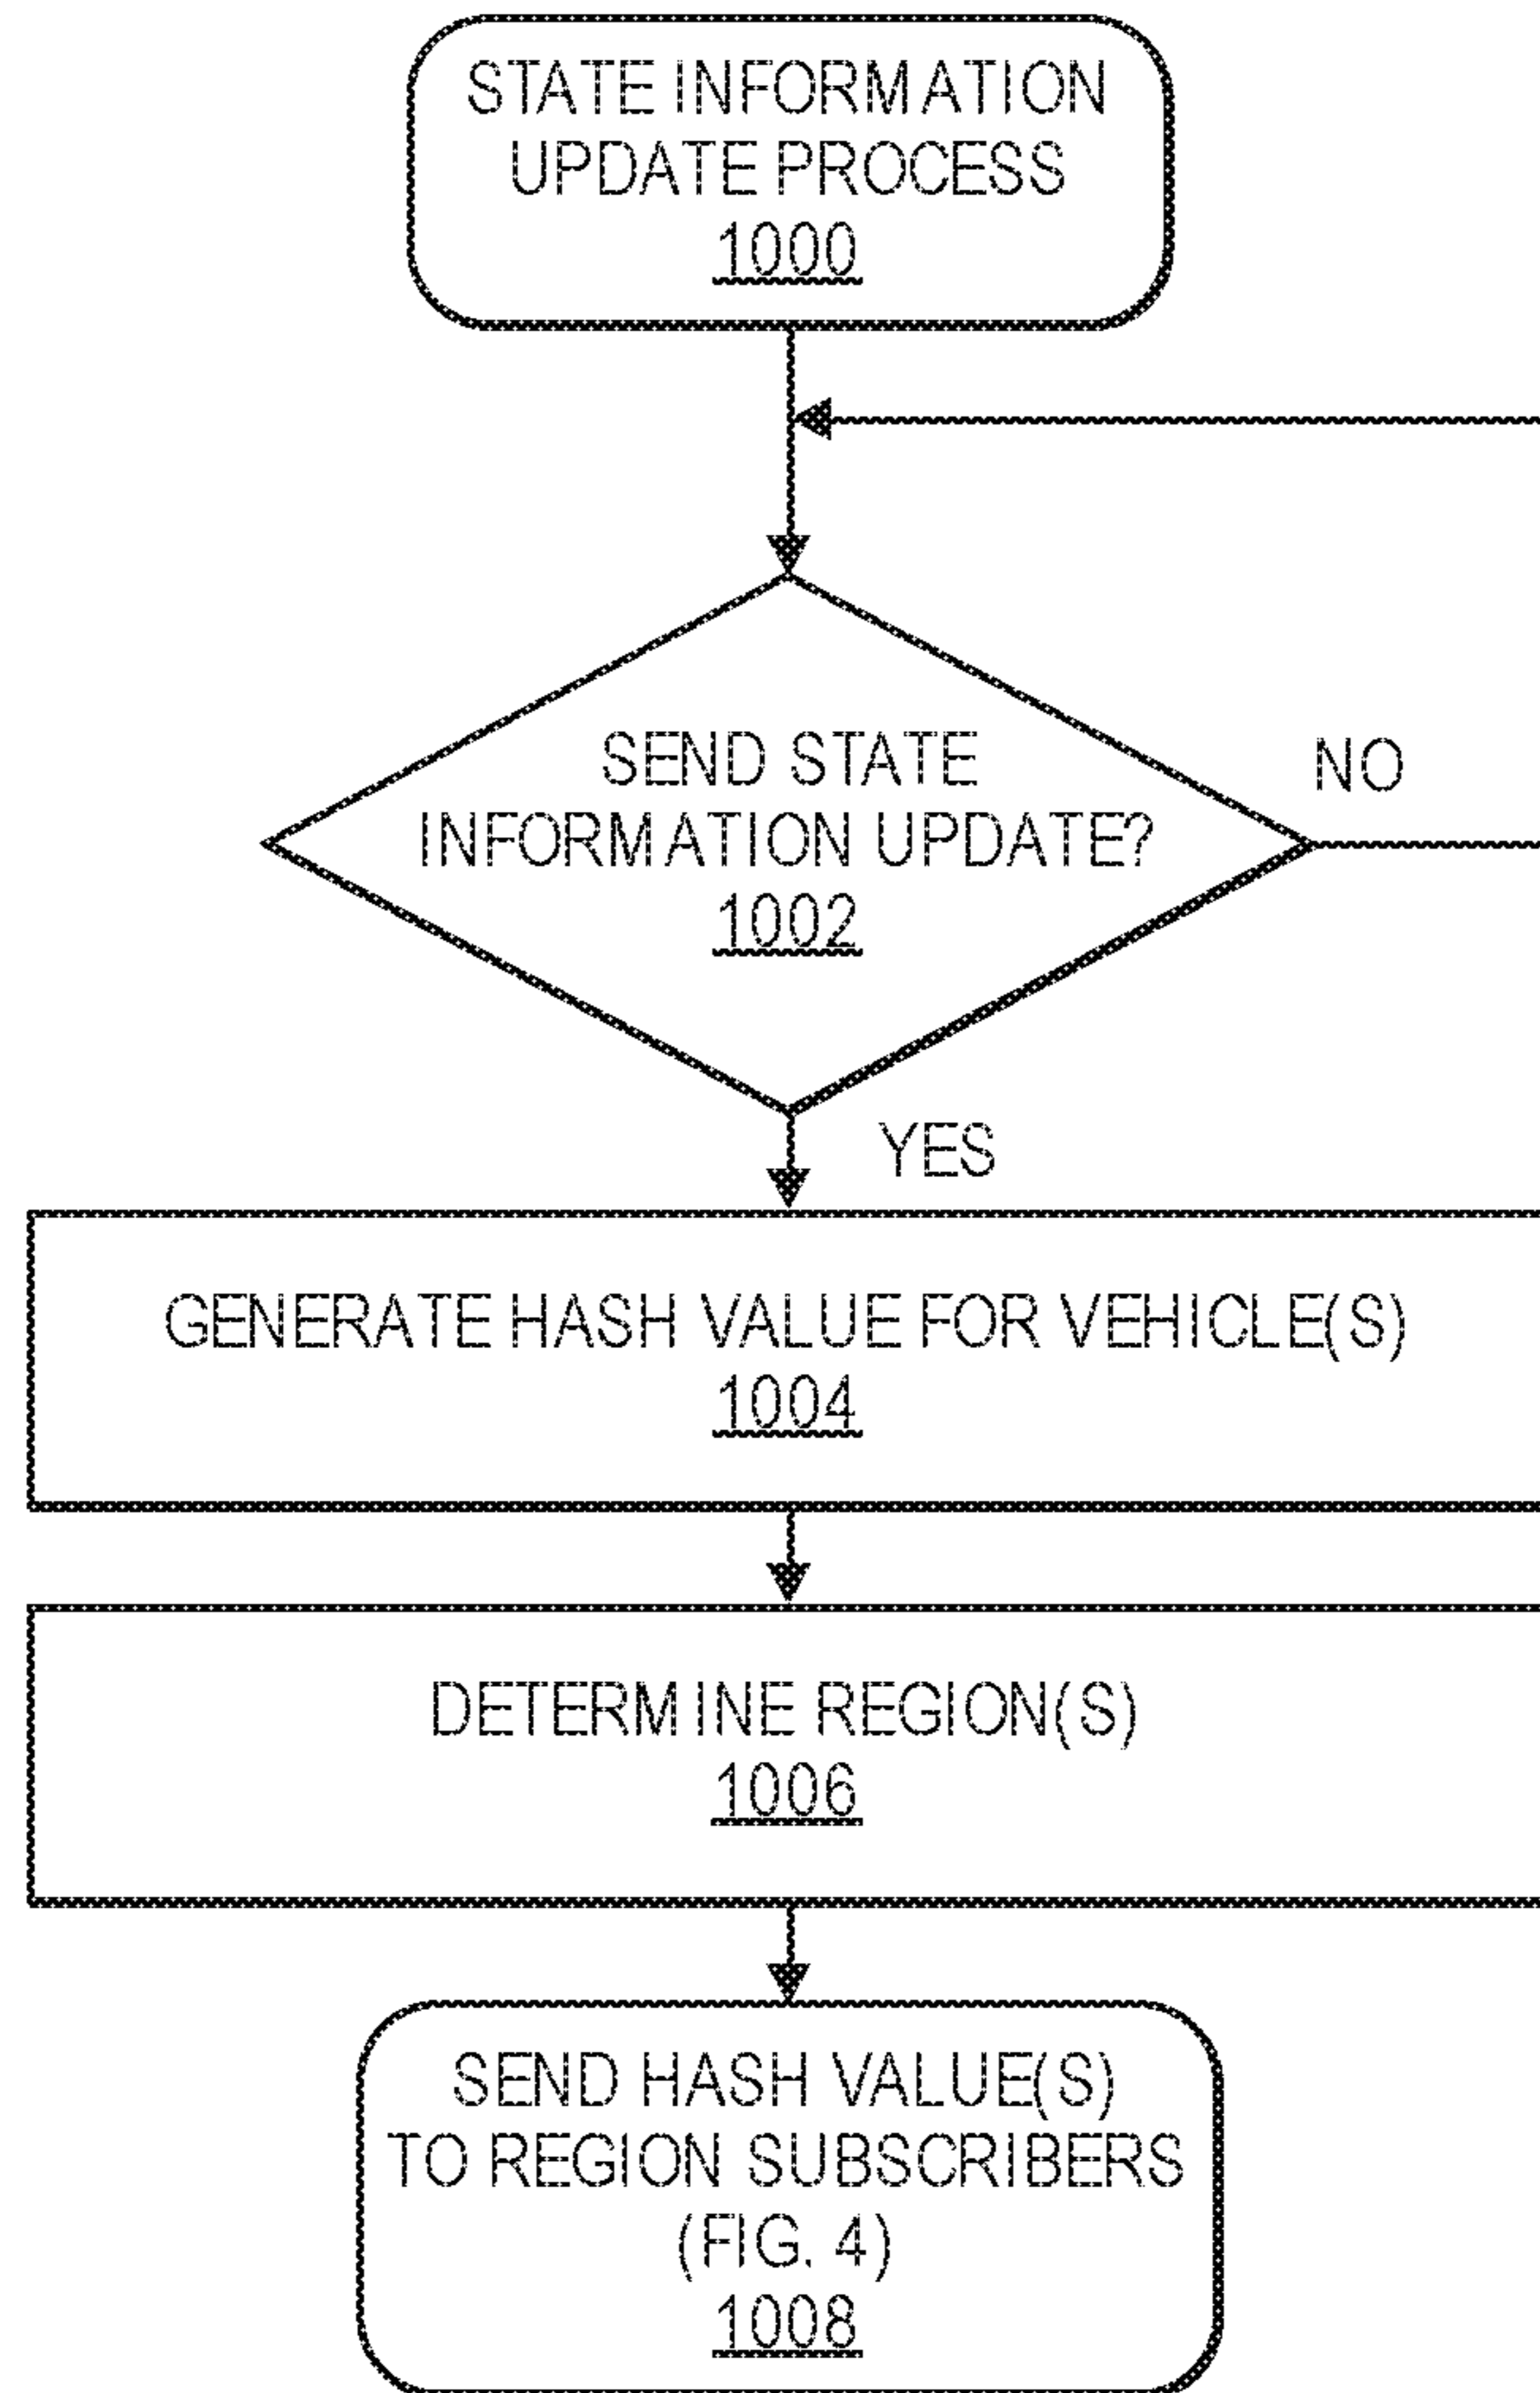 STATE INFORMATION
UPDATE PROCESS
1000
SEND STATE
INFORMATION UPDATE?
1002
NO
YES
GENERATE HASH VALUE FOR VEHICLE(S)
1004
DETERMINE REGION(S)
1006
SEND HASH VALUE(S)
TO REGION SUBSCRIBERS
(FIG. 4)
1008